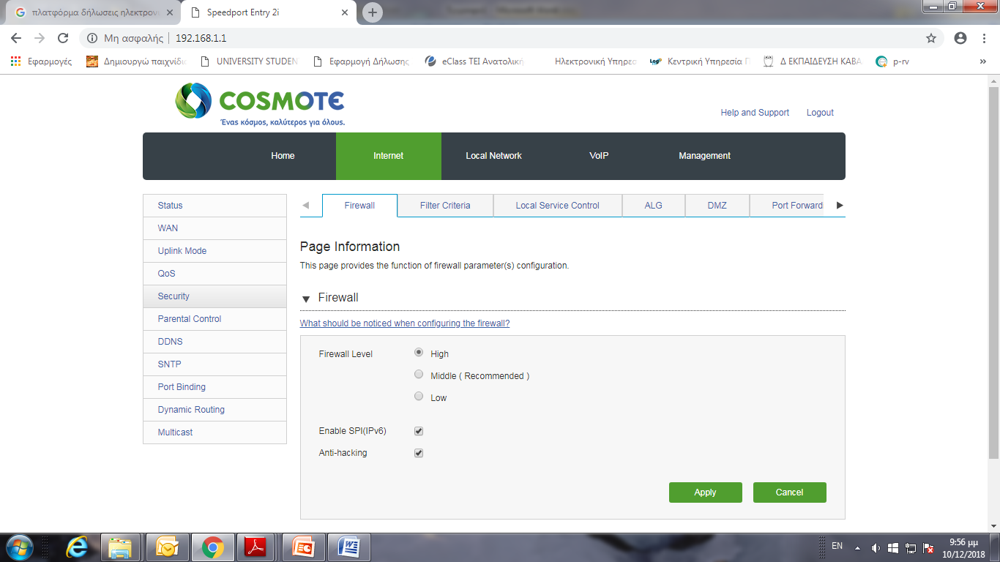 πλατφόρμα δήλωσεις ηλεκτρον
Speedport Entry 2i
Μη ασφαλής
192.168.1.1
Εφαρμογές
Δημιουργώ παιχνίδι
UNIVERSITY STUDEN
Εφαρμογή Δήλωσης
eClass ΤΕΙ Ανατολική
Ηλεκτρονική Υπηρεσ
Κεντρική Υπηρεσία Γ
Δ ΕΚΠΑΙΔΕΥΣΗ ΚΑΒΑ
p-rv
COSMOTE
Ένας κόσμος, καλύτερος για όλους.
Help and Support
Logout
Home
Internet
Local Network
VoIP
Management
Status
WAN
Uplink Mode
QoS
Security
Parental Control
DDNS
SNTP
Port Binding
Dynamic Routing
Multicast
Firewall
Filter Criteria
Local Service Control
ALG
DMZ
Port Forwardi
Page Information
This page provides the function of firewall parameter(s) configuration.
Firewall
What should be noticed when configuring the firewall?
Firewall Level
High
Middle ( Recommended )
Low
Enable SPI(IPv6)
Anti-hacking
Apply
Cancel
EN
9:56 μμ
10/12/2018